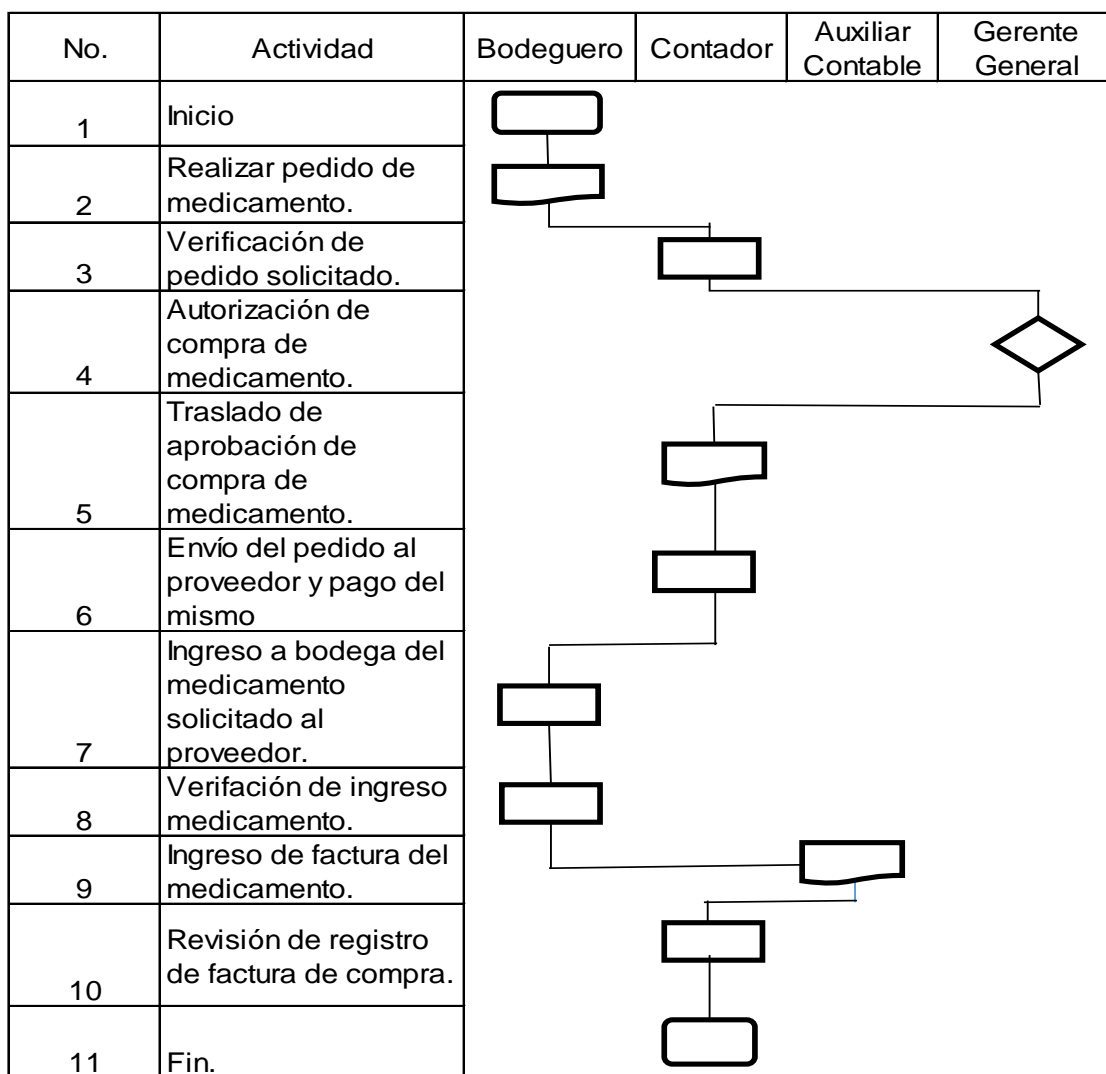 No.
Actividad
Bodeguero
Contador
Auxiliar
Contable
Gerente
General
1
Inicio
2
Realizar pedido de
medicamento.
3
Verificación de
pedido solicitado.
4
Autorización de
compra de
medicamento.
5
Traslado de
aprobación de
compra de
medicamento.
6
Envío del pedido al
proveedor y pago del
mismo
7
Ingreso a bodega del
medicamento
solicitado al
proveedor.
8
Verifación de ingreso
medicamento.
9
Ingreso de factura del
medicamento.
10
Revisión de registro
de factura de compra.
11
Fin.